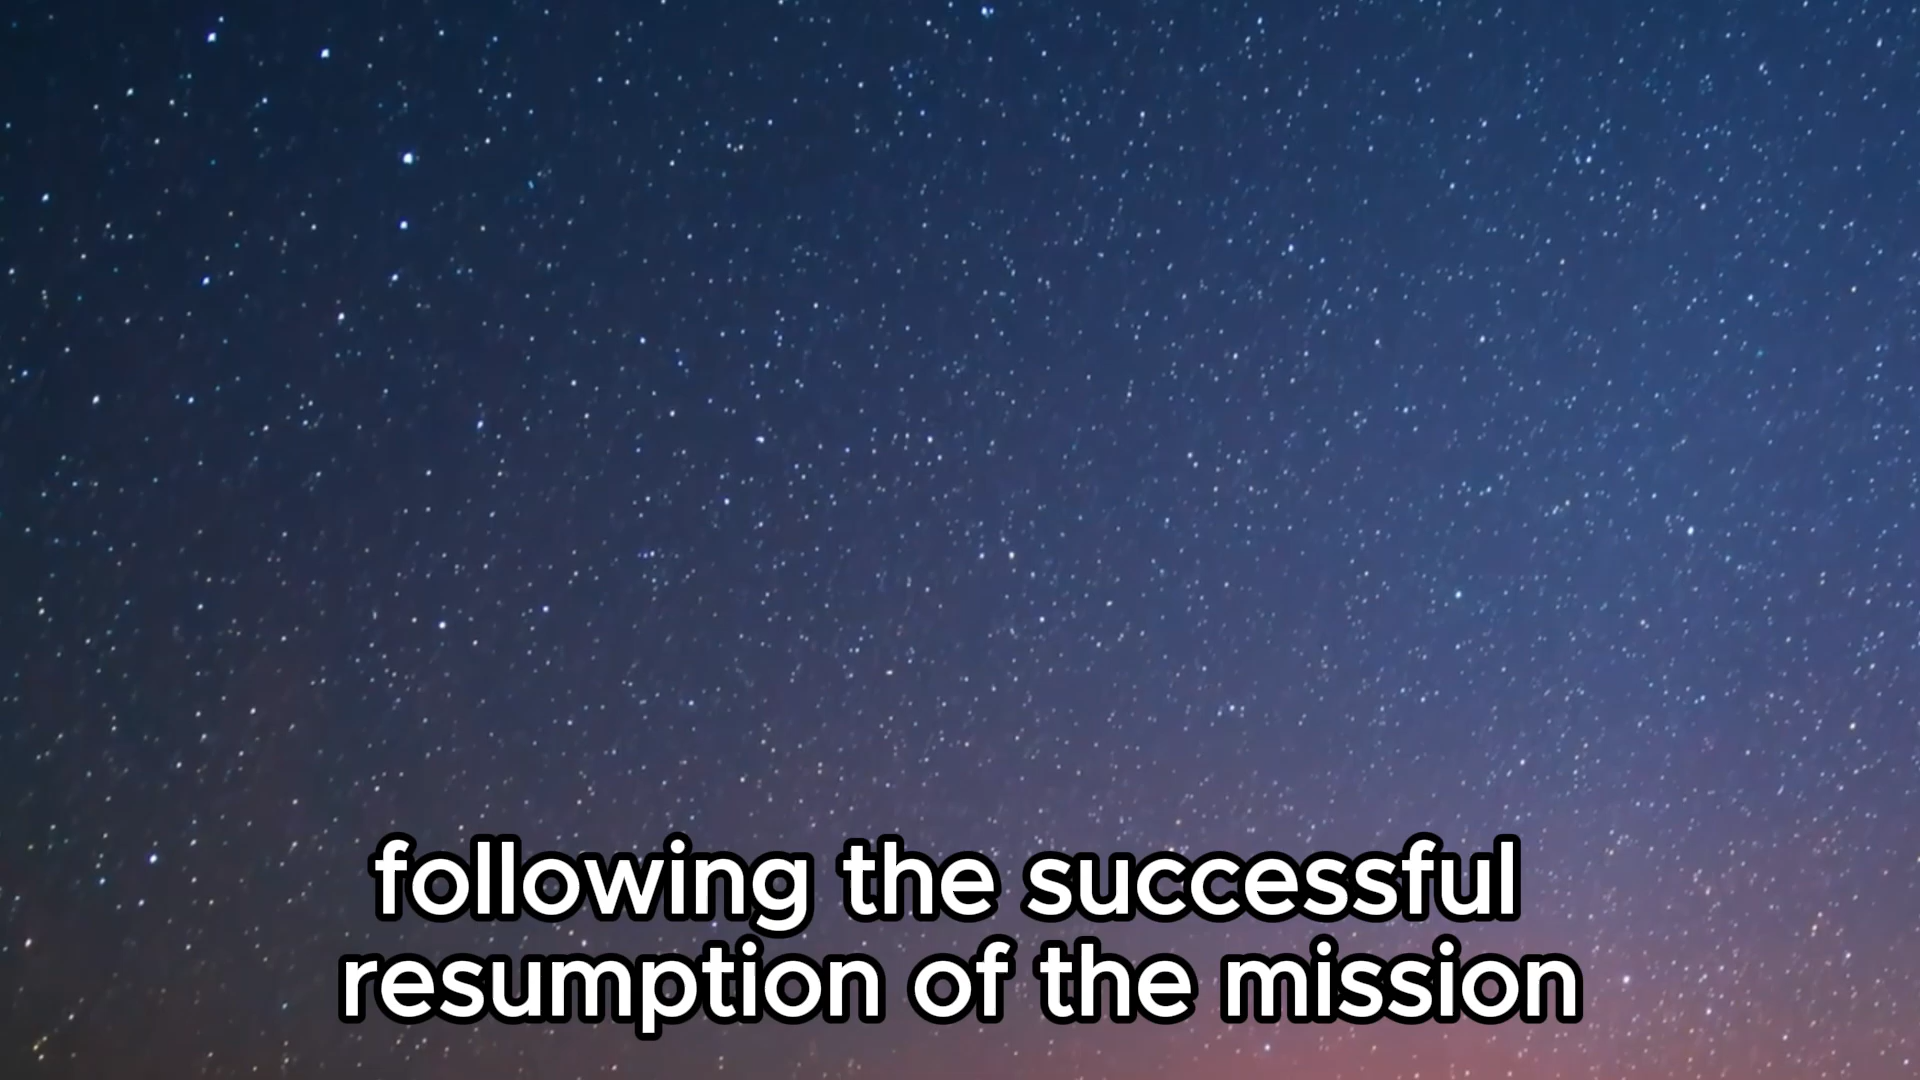 following the successful
resumption of the mission